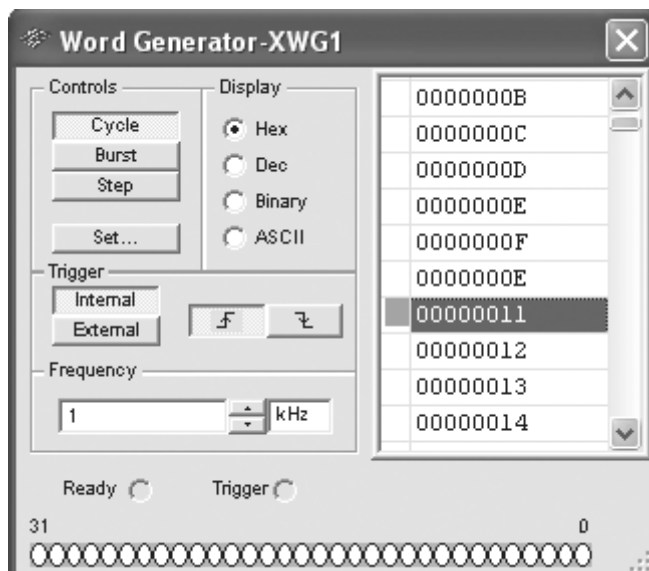 Word Generator-XWG1
Controls
Cycle
Burst
Step
Set...
Display
Hex
Dec
Binary
ASCII
Trigger
Internal
External
Frequency
1
kHz
0000000B
0000000C
0000000D
0000000E
0000000F
0000000E
00000011
00000012
00000013
00000014
Ready
Trigger
31
0